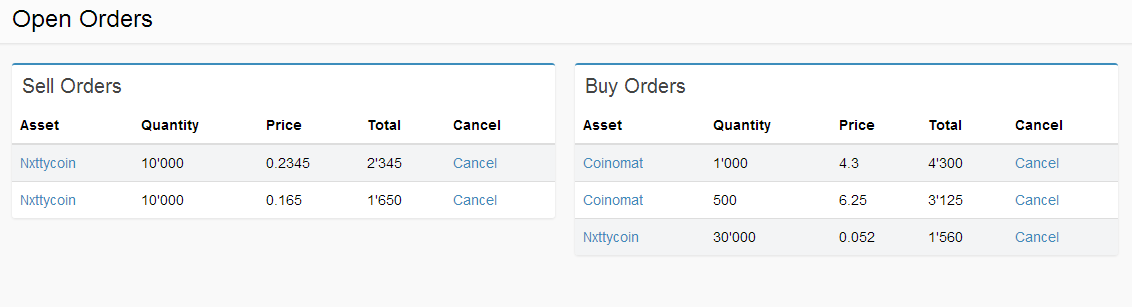 Open Orders
Sell Orders
Asset Quantity Price Total Cancel
Nxttycoin 10'000 0.2345 2'345 Cancel
Nxttycoin 10'000 0.165 1'650 Cancel
Buy Orders
Asset Quantity Price Total Cancel
Coinomat 1'000 4.3 4'300 Cancel
Coinomat 500 6.25 3'125 Cancel
Nxttycoin 30'000 0.052 1'560 Cancel